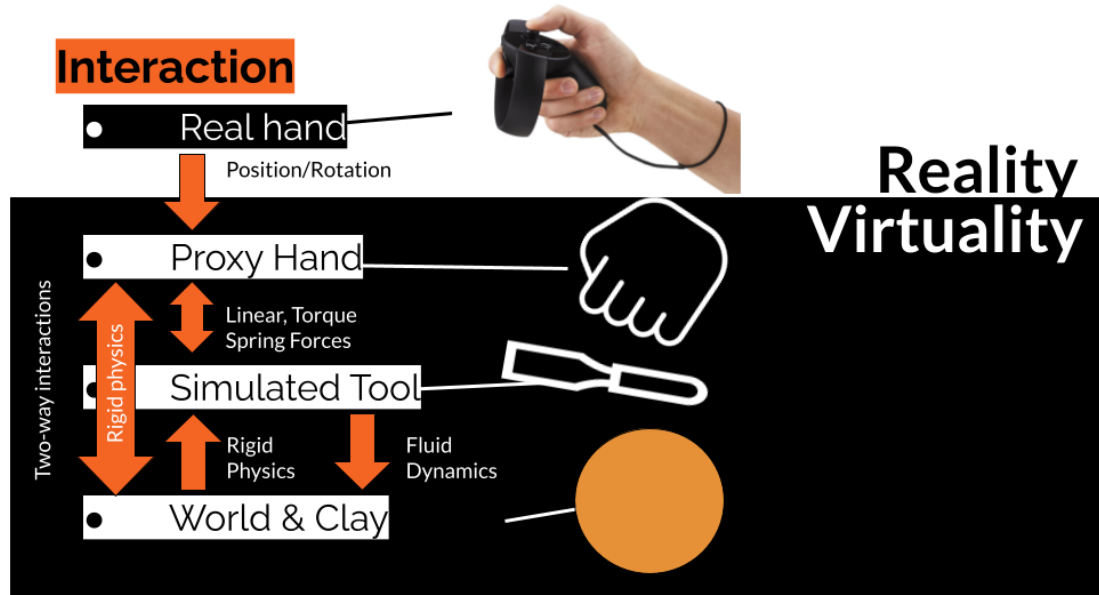 Interaction
Real hand
Position/Rotation
Reality
Virtuality
Proxy Hand
Linear, Torque
Spring Forces
Two-way interactions
Rigid physics
Simulated Tool
Rigid
Physics
Fluid
Dynamics
World & Clay